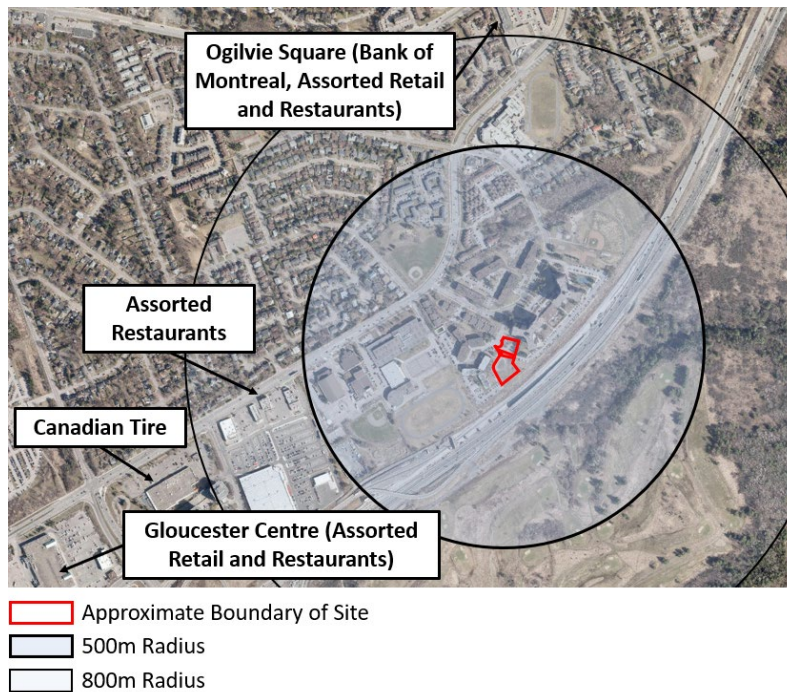 Ogilvie Square (Bank of
Montreal, Assorted Retail
and Restaurants)
Assorted
Restaurants
Canadian Tire
Gloucester Centre (Assorted
Retail and Restaurants)
Approximate Boundary of Site
500m Radius
800m Radius